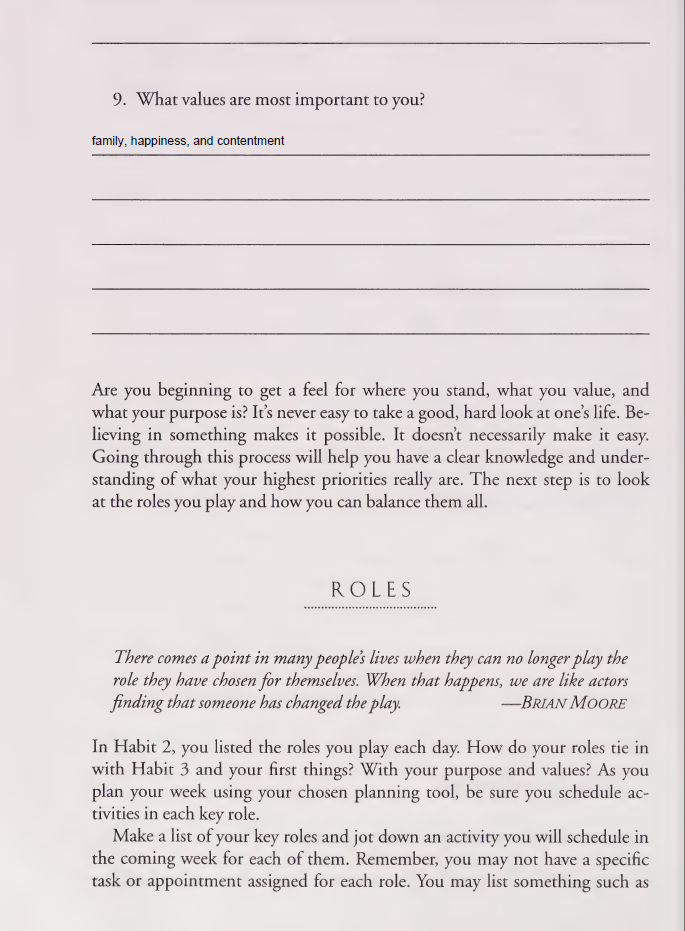 9. What values are most important to you?
family, happiness, and contentment
Are you beginning to get a feel for where you stand, what you value, and
what your purpose is? It's never easy to take a good, hard look at one's life. Be-
lieving in something makes it possible. It doesn't necessarily make it easy.
Going through this process will help you have a clear knowledge and under-
standing of what your highest priorities really are. The next step is to look
at the roles you play and how you can balance them all.
ROLES
There comes a point in many people's lives when they can no longer play the
role they have chosen for themselves. When that happens, we are like actors
finding that someone has changed the play. —BRIAN MOORE
In Habit 2, you listed the roles you play each day. How do your roles tie in
with Habit 3 and your first things? With your purpose and values? As you
plan your week using your chosen planning tool, be sure you schedule ac-
tivities in each key role.
Make a list of your key roles and jot down an activity you will schedule in
the coming week for each of them. Remember, you may not have a specific
task or appointment assigned for each role. You may list something such as